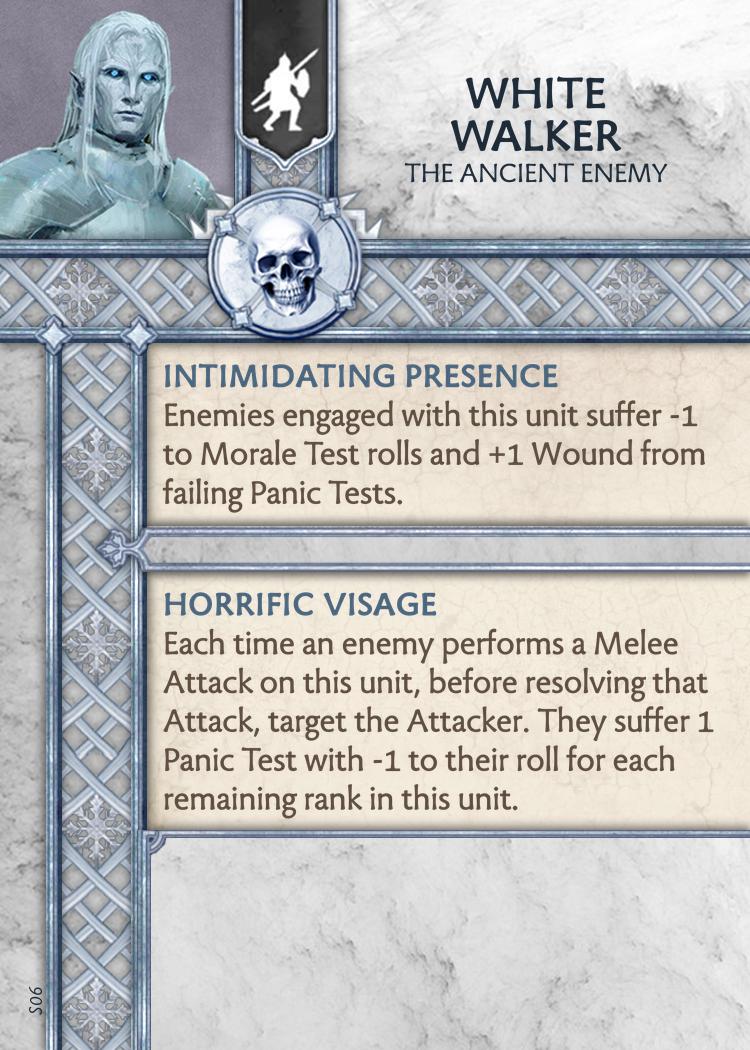 WHITE
WALKER
THE ANCIENT ENEMY
INTIMIDATING PRESENCE
Enemies engaged with this unit suffer -1
to Morale Test rolls and +1 Wound from
failing Panic Tests.
HORRIFIC VISAGE
Each time an enemy performs a Melee
Attack on this unit, before resolving that
Attack, target the Attacker. They suffer 1
Panic Test with -1 to their roll for each
remaining rank in this unit.
S06